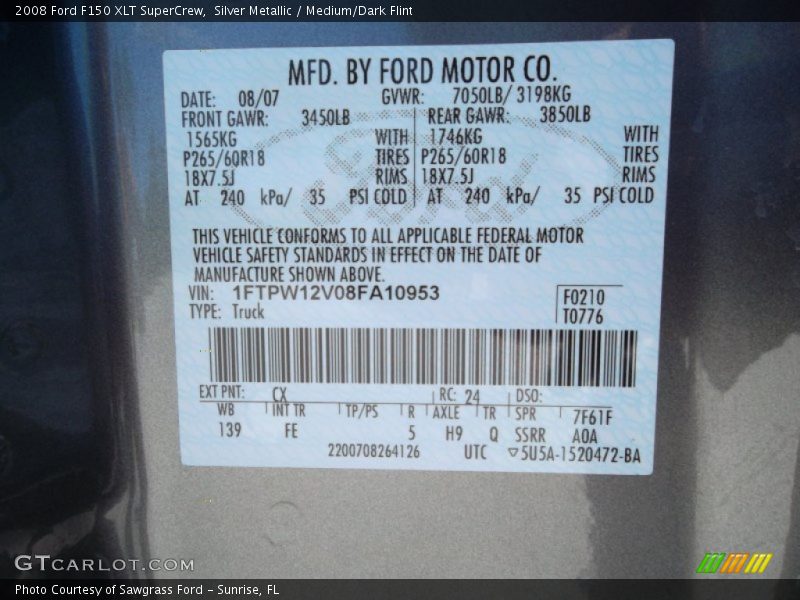 2008 Ford F150 XLT SuperCrew, Silver Metallic / Medium/Dark Flint
MFD. BY FORD MOTOR CO.
DATE: 08/07 GVWR: 7050LB/ 3198KG
FRONT GAWR: 3450LB REAR GAWR: 3850LB
1565KG WITH 1746KG WITH
P265/60R18 TIRES P265/60R18 TIRES
18X7.5J RIMS 18X7.5J RIMS
AT 240 kPa/ 35 PSI COLD AT 240 kPa/ 35 PSI COLD
THIS VEHICLE CONFORMS TO ALL APPLICABLE FEDERAL MOTOR
VEHICLE SAFETY STANDARDS IN EFFECT ON THE DATE OF
MANUFACTURE SHOWN ABOVE.
VIN: 1FTPW12V08FA10953 F0210
TYPE: Truck T0776
EXT PNT: CX RC: 24 DSO:
WB INT TR TP/PS R AXLE TR SPR 7F61F
139 FE 5 H9 Q SSRR A0A
2200708264126 UTC ▽5U5A-1520472-BA
GTCARLOT.COM
Photo Courtesy of Sawgrass Ford - Sunrise, FL